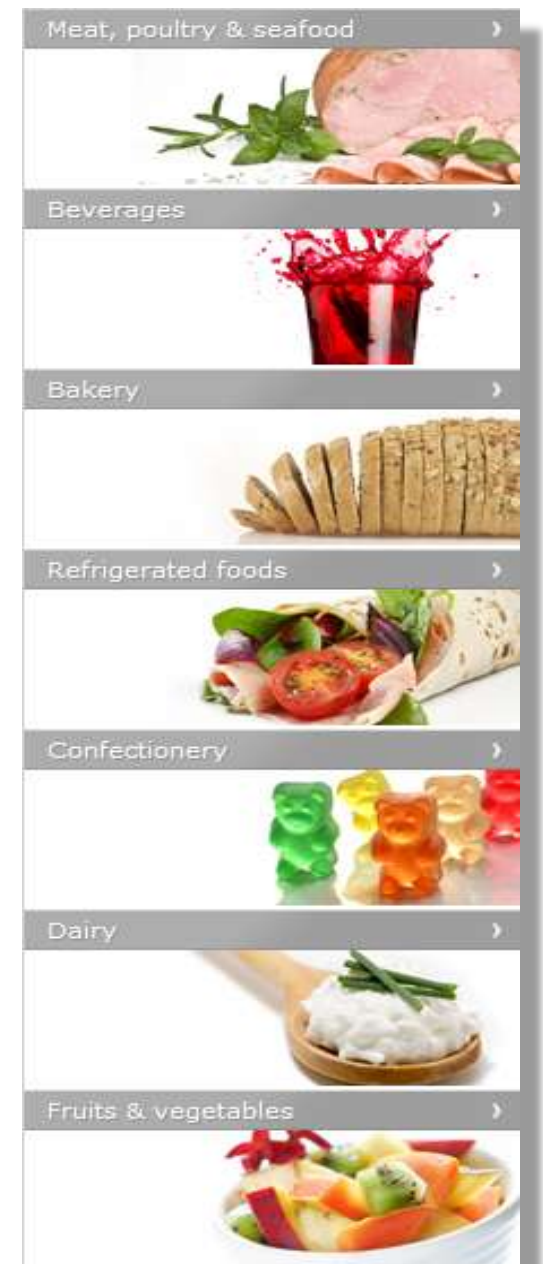 Meat, poultry & seafood ›
Beverages ›
Bakery ›
Refrigerated foods ›
Confectionery ›
Dairy ›
Fruits & vegetables ›